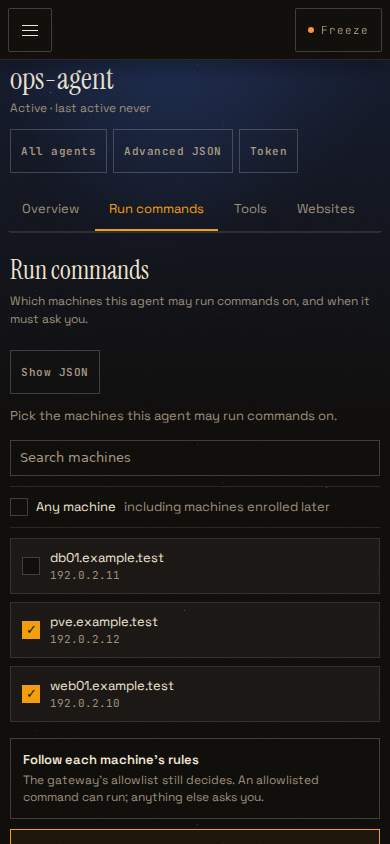 Freeze
ops-agent
Active · last active never
All agents
Advanced JSON
Token
Overview
Run commands
Tools
Websites
Run commands
Which machines this agent may run commands on, and when it
must ask you.
Show JSON
Pick the machines this agent may run commands on.
Search machines
Any machine including machines enrolled later
db01.example.test
192.0.2.11
pve.example.test
192.0.2.12
web01.example.test
192.0.2.10
Follow each machine's rules
The gateway's allowlist still decides. An allowlisted
command can run; anything else asks you.